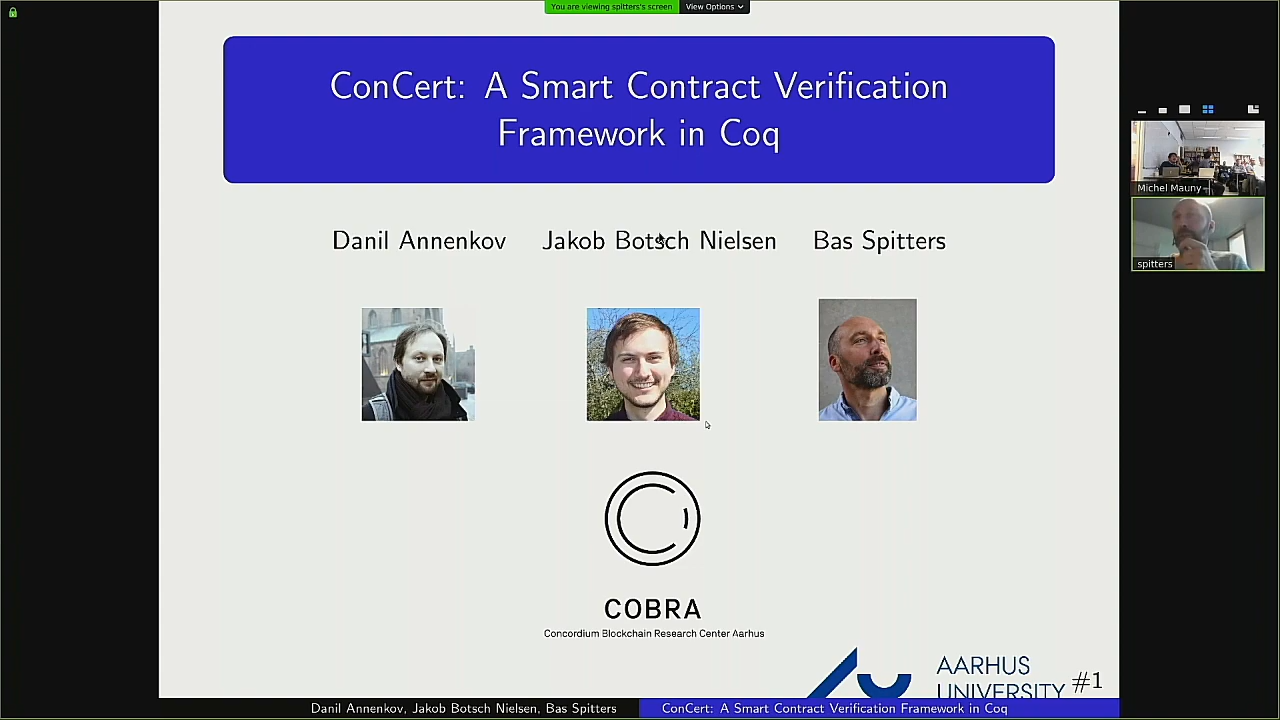 You are viewing spitters's screen View Options
ConCert: A Smart Contract Verification
Framework in Coq
Danil Annenkov Jakob Botsch Nielsen Bas Spitters
Michel Mauny
spitters
COBRA
Concordium Blockchain Research Center Aarhus
AARHUS
UNIVERSITY #1
Danil Annenkov, Jakob Botsch Nielsen, Bas Spitters ConCert: A Smart Contract Verification Framework in Coq